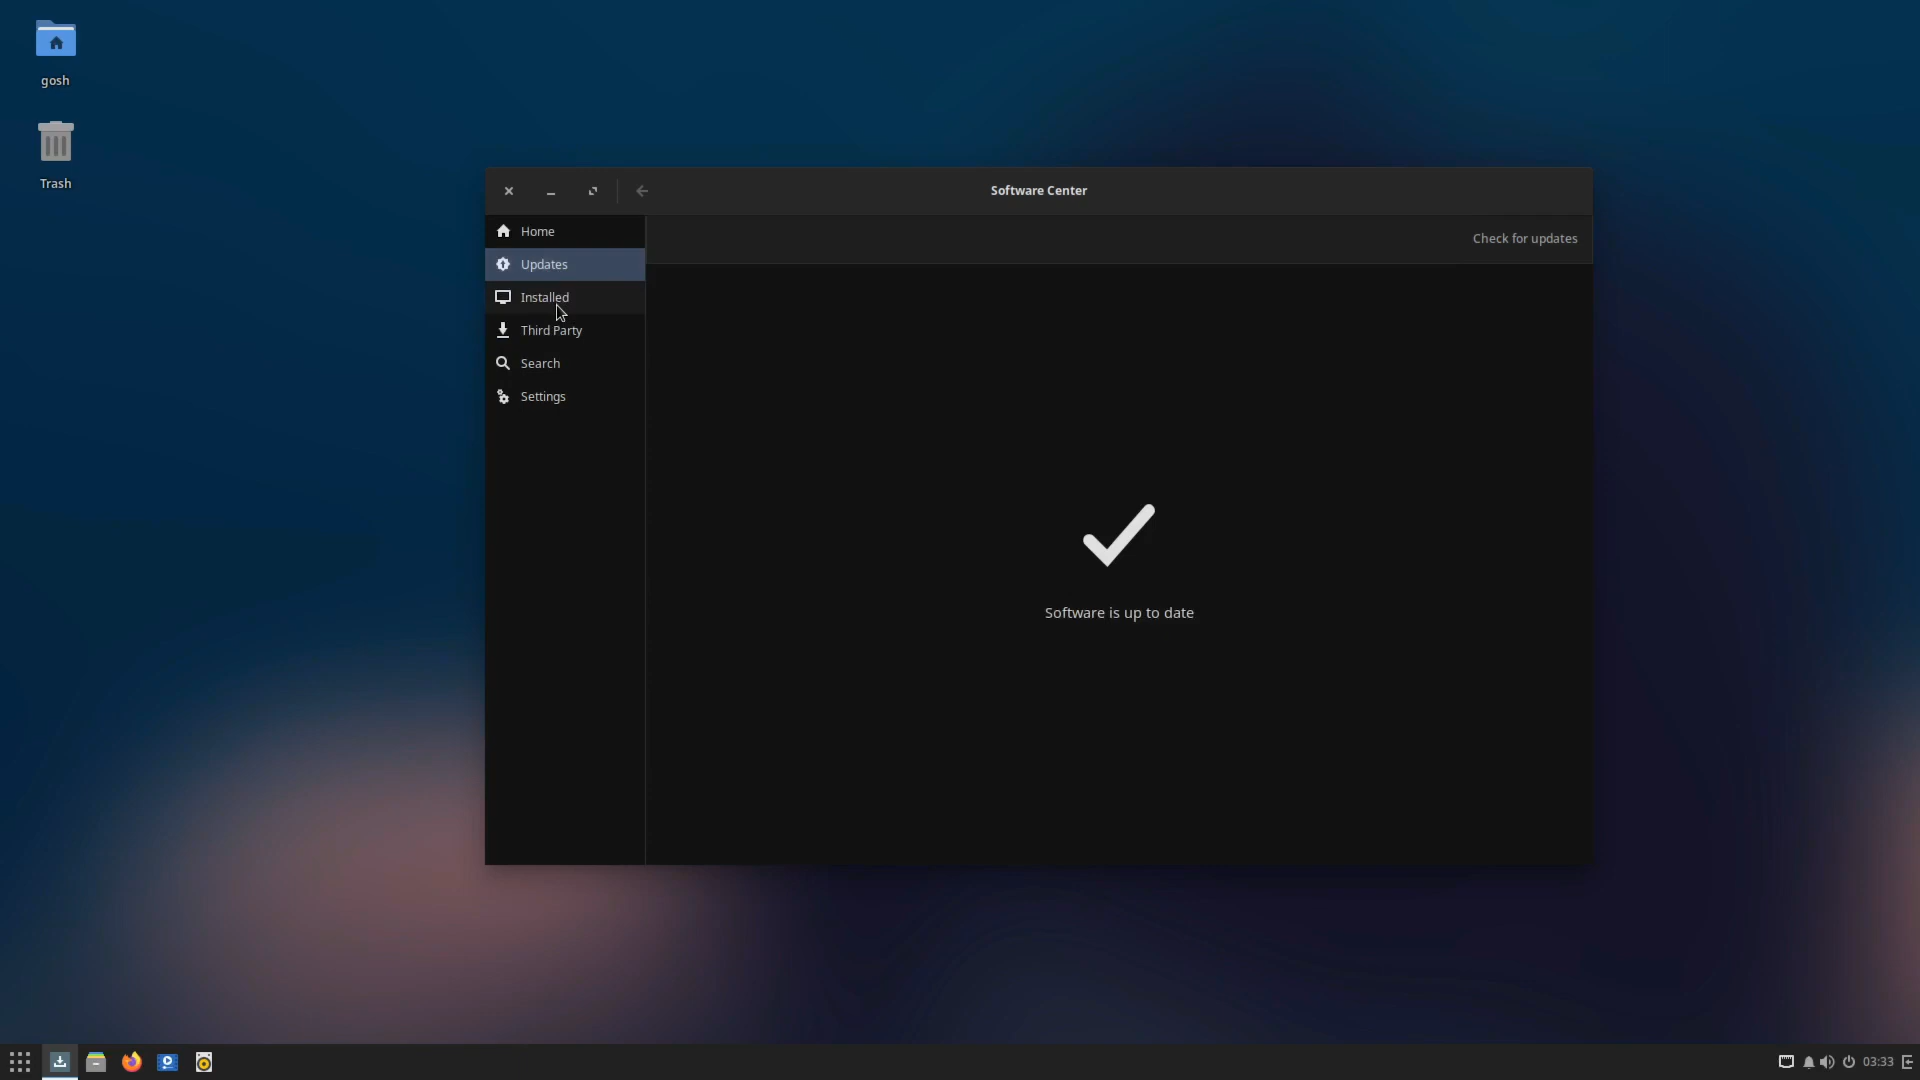 gosh
Trash
Software Center
Home
Updates
Installed
Third Party
Search
Settings
Check for updates
Software is up to date
03:33